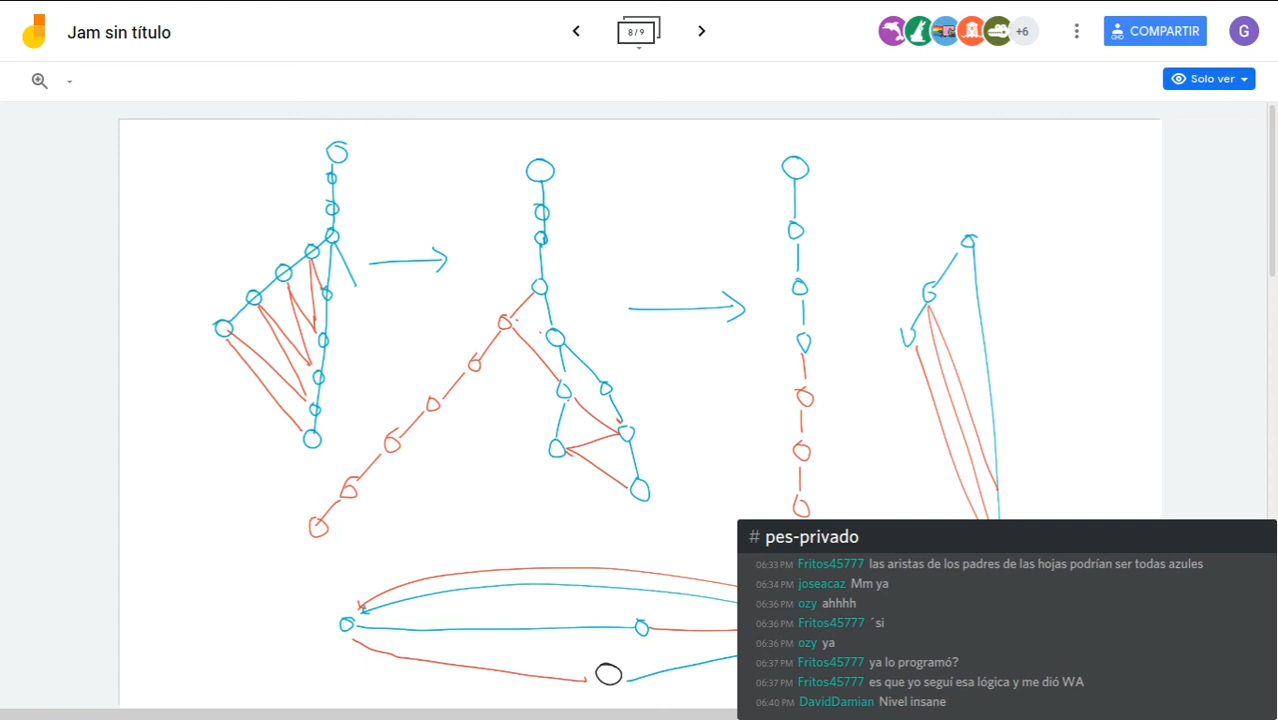 Jam sin título
8/9
+6
COMPARTIR
G
Solo ver
# pes-privado
06:33 PM Fritos45777 las aristas de los padres de las hojas podrían ser todas azules
06:34 PM joseacaz Mm ya
06:36 PM ozy ahhhh
06:36 PM Fritos45777 ´si
06:36 PM ozy ya
06:37 PM Fritos45777 ya lo programó?
06:37 PM Fritos45777 es que yo seguí esa lógica y me dió WA
06:40 PM DavidDamian Nivel insane